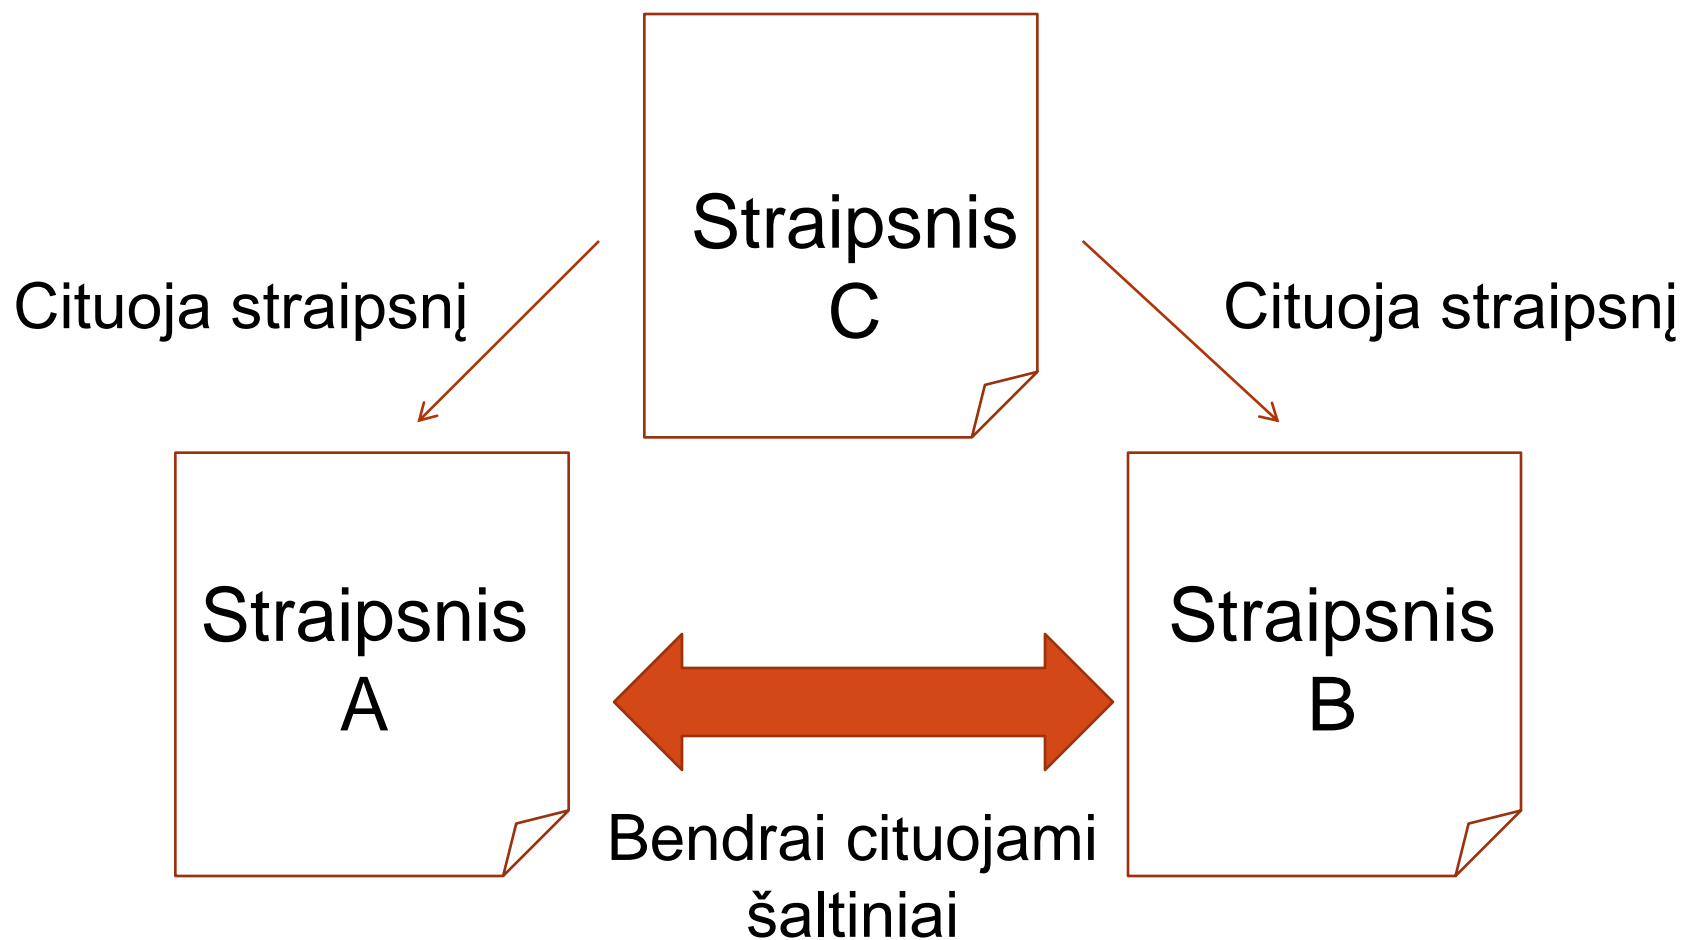 Straipsnis
C
Cituoja straipsnį
Cituoja straipsnį
Straipsnis
A
Straipsnis
B
Bendrai cituojami
šaltiniai